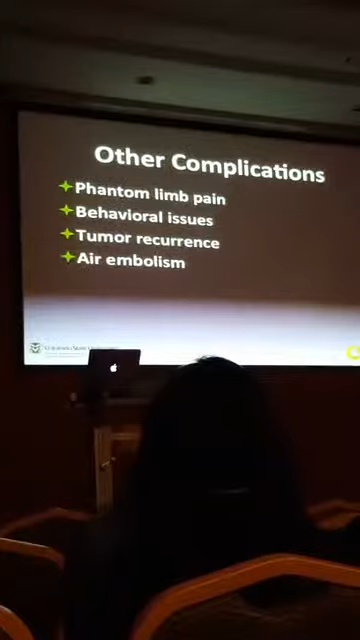 Other Complications
Phantom limb pain
Behavioral issues
Tumor recurrence
Air embolism